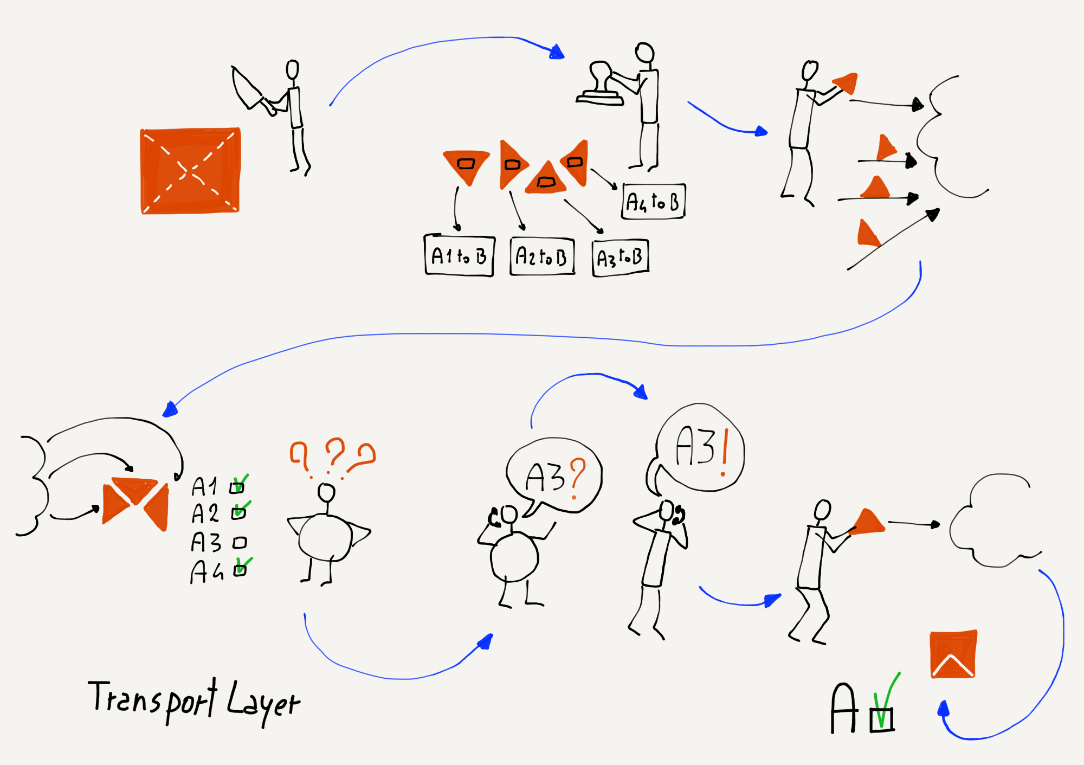 A4 to B
A1 to B
A2 to B
A3 to B
A1
A2
A3
A4
? ? ?
A3?
A3!
Transport Layer
A